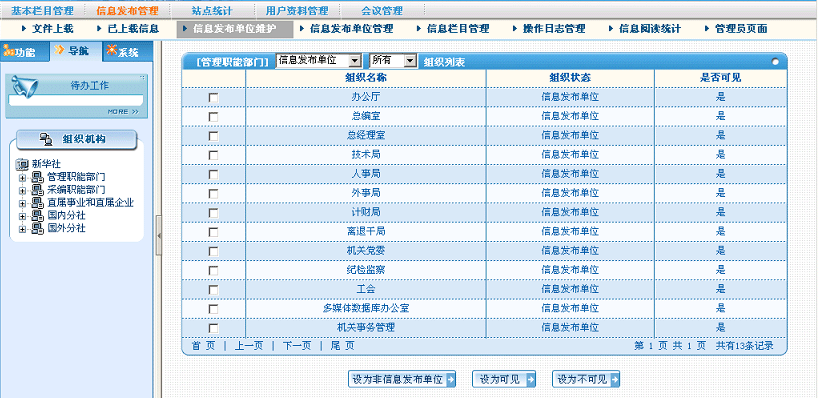 基本栏目管理 信息发布管理 站点统计 用户资料管理 会议管理
文件上载 已上载信息 信息发布单位维护 信息发布单位管理 信息栏目管理 操作日志管理 信息阅读统计 管理员页面
功能 导航 系统
待办工作
MORE >>
组织机构
新华社
管理职能部门
采编职能部门
直属事业和直属企业
国内分社
国外分社
[管理职能部门] 信息发布单位 所有 组织列表
组织名称 组织状态 是否可见
办公厅 信息发布单位 是
总编室 信息发布单位 是
总经理室 信息发布单位 是
技术局 信息发布单位 是
人事局 信息发布单位 是
外事局 信息发布单位 是
计财局 信息发布单位 是
离退干局 信息发布单位 是
机关党委 信息发布单位 是
纪检监察 信息发布单位 是
工会 信息发布单位 是
多媒体数据库办公室 信息发布单位 是
机关事务管理 信息发布单位 是
首 页 | 上一页 | 下一页 | 尾 页 第 1 页 共 1 页 共有13条记录
设为非信息发布单位 设为可见 设为不可见